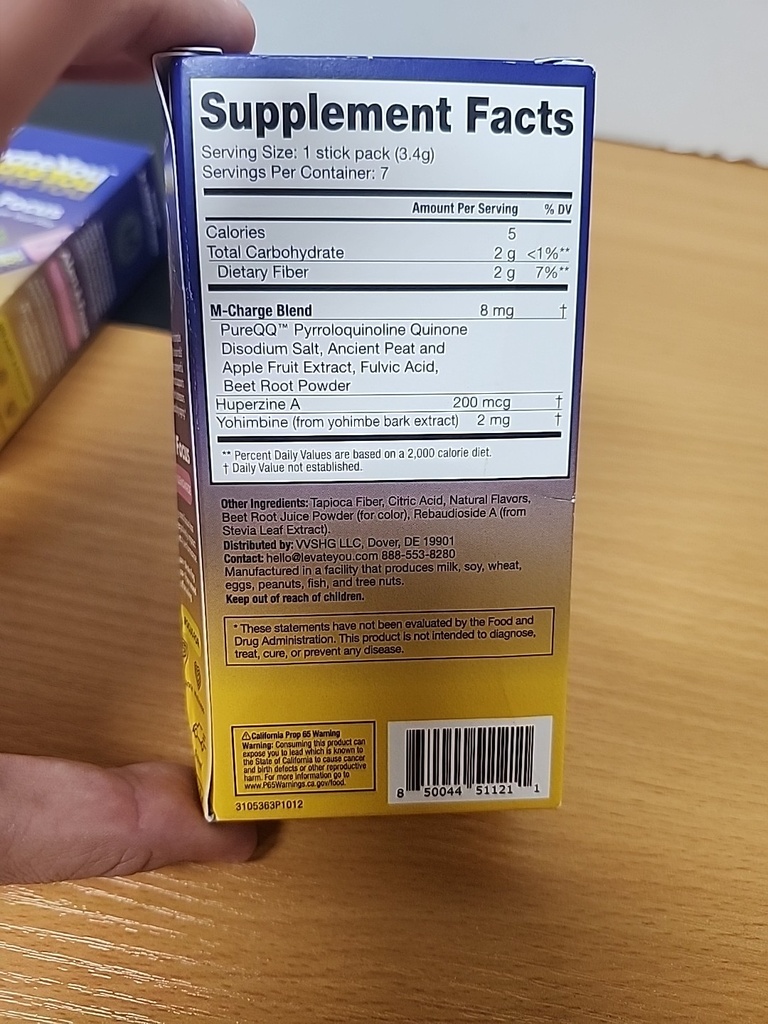 Supplement Facts
Serving Size: 1 stick pack (3.4g)
Servings Per Container: 7
Amount Per Serving % DV
Calories 5
Total Carbohydrate 2 g <1%**
Dietary Fiber 2 g 7%**
M-Charge Blend 8 mg †
PureQQ™ Pyrroloquinoline Quinone
Disodium Salt, Ancient Peat and
Apple Fruit Extract, Fulvic Acid,
Beet Root Powder
Huperzine A 200 mcg †
Yohimbine (from yohimbe bark extract) 2 mg †
** Percent Daily Values are based on a 2,000 calorie diet.
† Daily Value not established.
Other Ingredients: Tapioca Fiber, Citric Acid, Natural Flavors,
Beet Root Juice Powder (for color), Rebaudioside A (from
Stevia Leaf Extract).
Distributed by: VVSHG LLC, Dover, DE 19901
Contact: hello@levateyou.com 888-553-8280
Manufactured in a facility that produces milk, soy, wheat,
eggs, peanuts, fish, and tree nuts.
Keep out of reach of children.
* These statements have not been evaluated by the Food and
Drug Administration. This product is not intended to diagnose,
treat, cure, or prevent any disease.
⚠California Prop 65 Warning
Warning: Consuming this product can
expose you to lead which is known to
the State of California to cause cancer
and birth defects or other reproductive
harm. For more information go to
www.P65Warnings.ca.gov/food.
3105363P1012
8 50044 51121 1
Focus